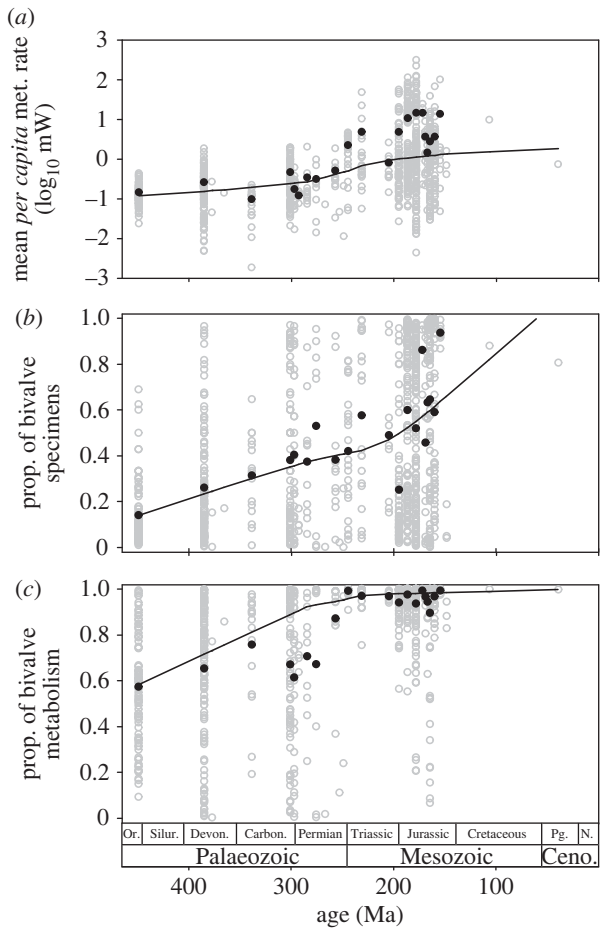 (a)
mean per capita met. rate
(log10 mW)
3
2
1
0
−1
−2
−3
(b)
prop. of bivalve
specimens
1.0
0.8
0.6
0.4
0.2
0
(c)
prop. of bivalve
metabolism
1.0
0.8
0.6
0.4
0.2
0
Or. Silur. Devon. Carbon. Permian Triassic Jurassic Cretaceous Pg. N.
Palaeozoic Mesozoic Ceno.
400 300 200 100
age (Ma)